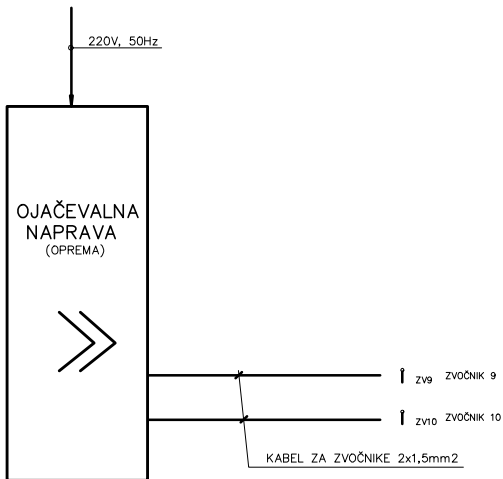 220V, 50Hz
OJAČEVALNA
NAPRAVA
(OPREMA)
ZV9 ZVOČNIK 9
ZV10 ZVOČNIK 10
KABEL ZA ZVOČNIKE 2x1,5mm2